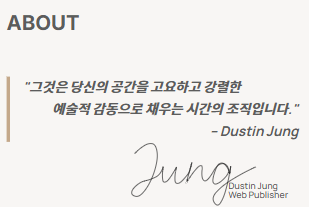 ABOUT
"그것은 당신의 공간을 고요하고 강렬한
예술적 감동으로 채우는 시간의 조직입니다."
- Dustin Jung
Jung
Dustin Jung
Web Publisher